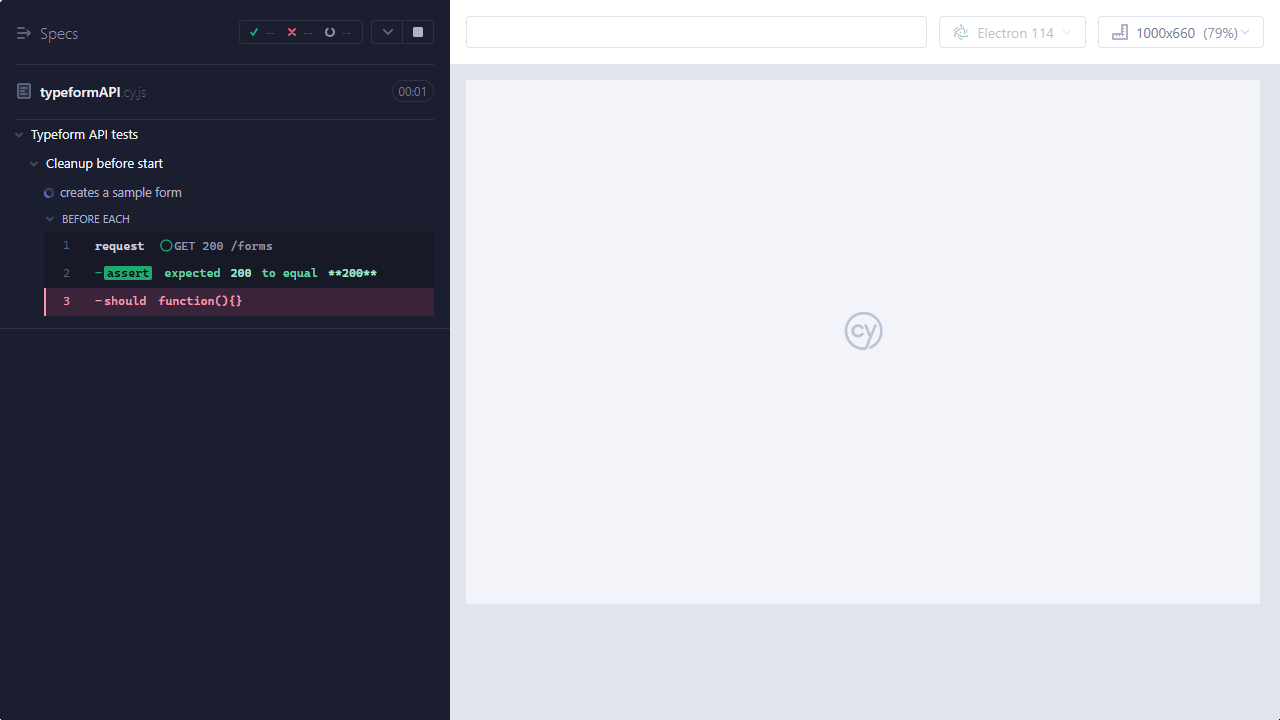 Specs -- -- --
Electron 114 1000x660 (79%)
typeformAPI.cy.js 00:01
Typeform API tests
Cleanup before start
creates a sample form
BEFORE EACH
1 request GET 200 /forms
2 -assert expected 200 to equal **200**
3 -should function(){}
cy